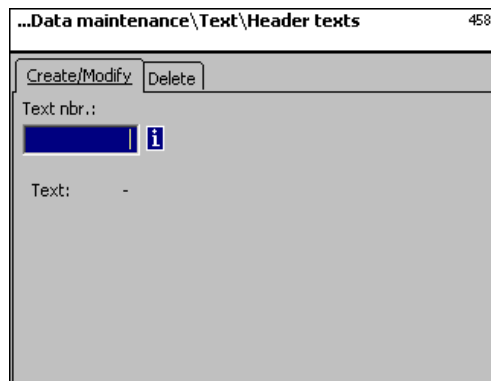 ...Data maintenance\Text\Header texts 458
Create/Modify Delete
Text nbr.:
i
Text: -